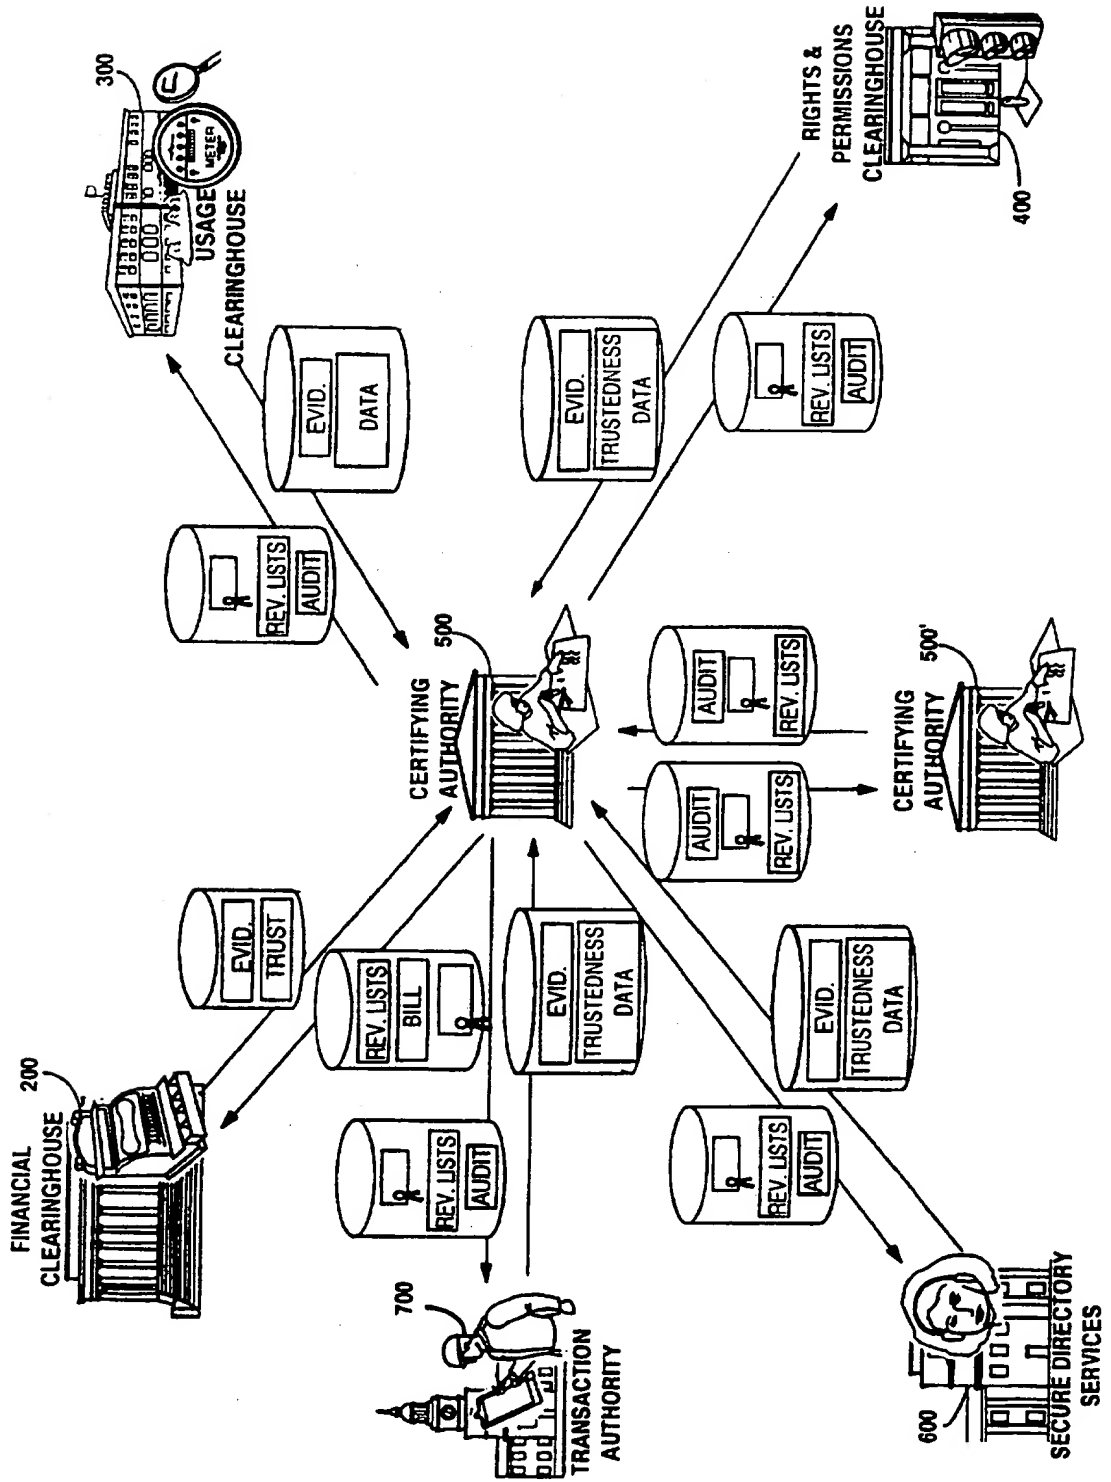 FINANCIAL
CLEARINGHOUSE
200
300
USAGE
CLEARINGHOUSE
METER
EVID.
TRUST
REV. LISTS
AUDIT
EVID.
DATA
REV. LISTS
BILL
700
TRANSACTION
AUTHORITY
REV. LISTS
AUDIT
EVID.
TRUSTEDNESS
DATA
CERTIFYING
AUTHORITY
500
EVID.
TRUSTEDNESS
DATA
AUDIT
REV. LISTS
AUDIT
REV. LISTS
REV. LISTS
AUDIT
RIGHTS &
PERMISSIONS
CLEARINGHOUSE
400
REV. LISTS
AUDIT
EVID.
TRUSTEDNESS
DATA
600
SECURE DIRECTORY
SERVICES
CERTIFYING
AUTHORITY
500'